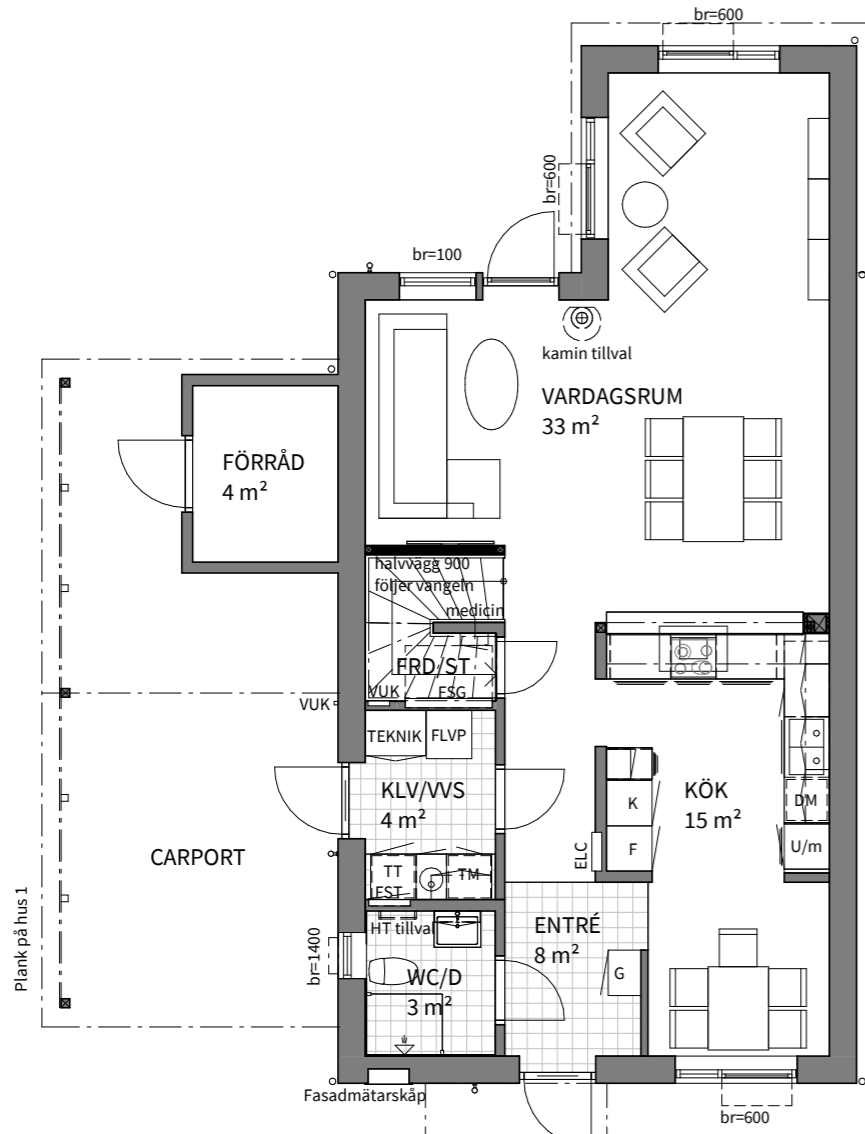 br=600
br=600
br=100
kamin tillval
VARDAGSRUM
33 m²
FÖRRÅD
4 m²
halvvägg 900
följer vangeln
medicin
FRD/ST
VUK
FSG
VUK
TEKNIK
FLVP
KLV/VVS
4 m²
K
KÖK
15 m²
DM
F
U/m
ELC
CARPORT
TT
TM
FST
HT tillval
ENTRÉ
8 m²
G
WC/D
3 m²
br=1400
Plank på hus 1
Fasadmätarskåp
br=600